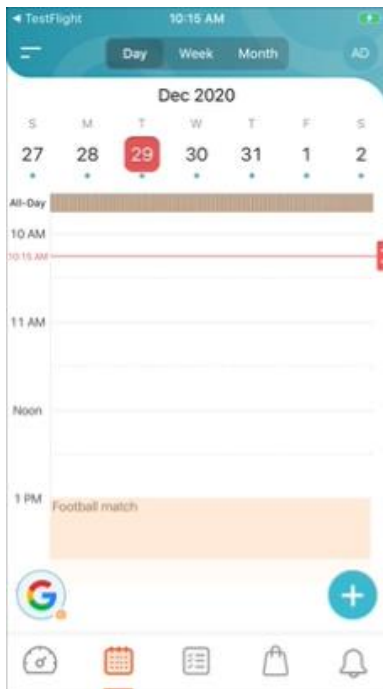 TestFlight 10:15 AM
Day Week Month AD
Dec 2020
S M T W T F S
27 28 29 30 31 1 2
All-Day
10 AM
10:15 AM
11 AM
Noon
1 PM
Football match
G